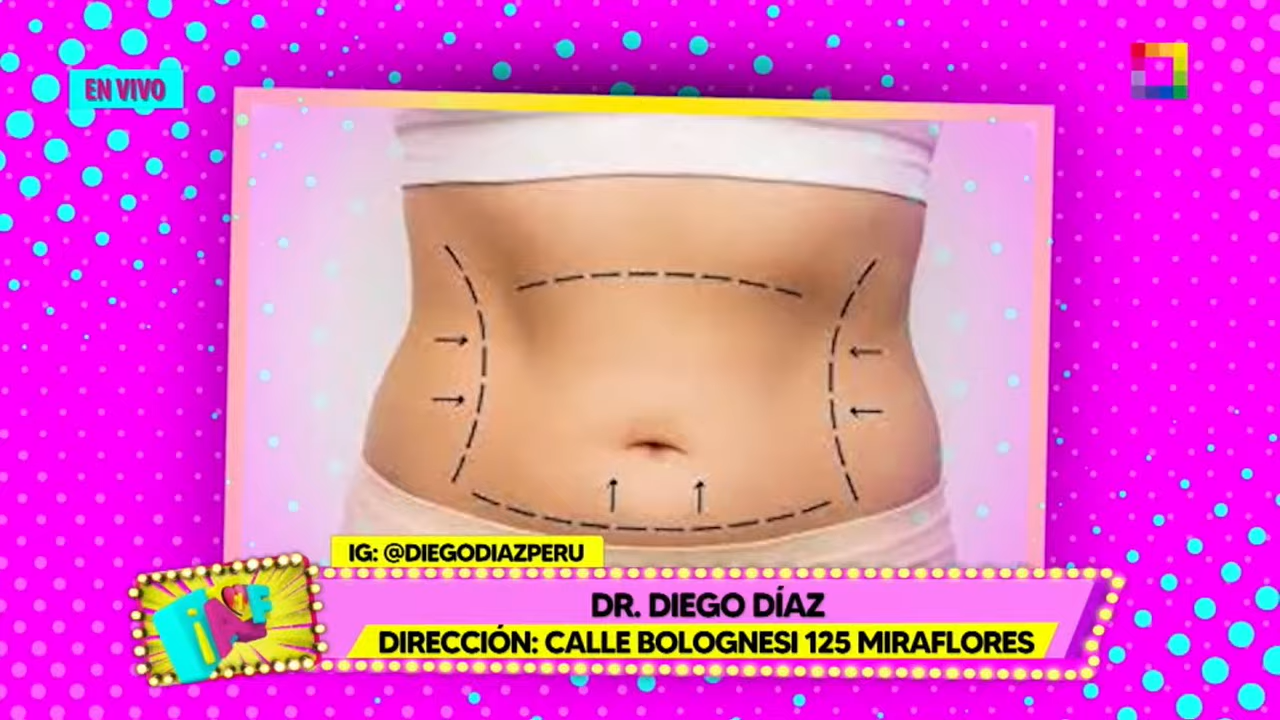 EN VIVO
IG: @DIEGODIAZPERU
DR. DIEGO DÍAZ
DIRECCIÓN: CALLE BOLOGNESI 125 MIRAFLORES